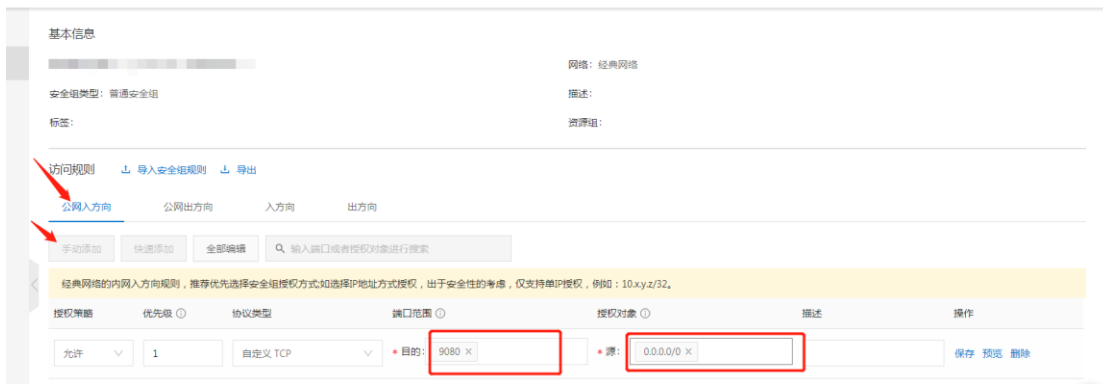 基本信息
网络：经典网络
安全组类型：普通安全组 描述：
标签： 资源组：
访问规则 导入安全组规则 导出
公网入方向 公网出方向 入方向 出方向
手动添加 快速添加 全部编辑 输入端口或者授权对象进行搜索
经典网络的内网入方向规则，推荐优先选择安全组授权方式;如选择IP地址方式授权，出于安全性的考虑，仅支持单IP授权，例如：10.x.y.z/32。
授权策略 优先级 协议类型 端口范围 授权对象 描述 操作
允许 1 自定义 TCP * 目的： 9080 × * 源： 0.0.0.0/0 × 保存 预览 删除